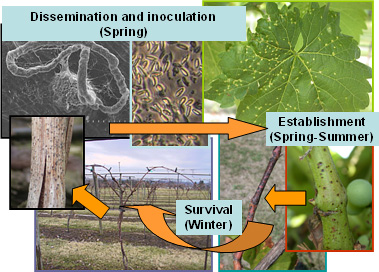 Dissemination and inoculation
(Spring)
Establishment
(Spring-Summer)
Survival
(Winter)